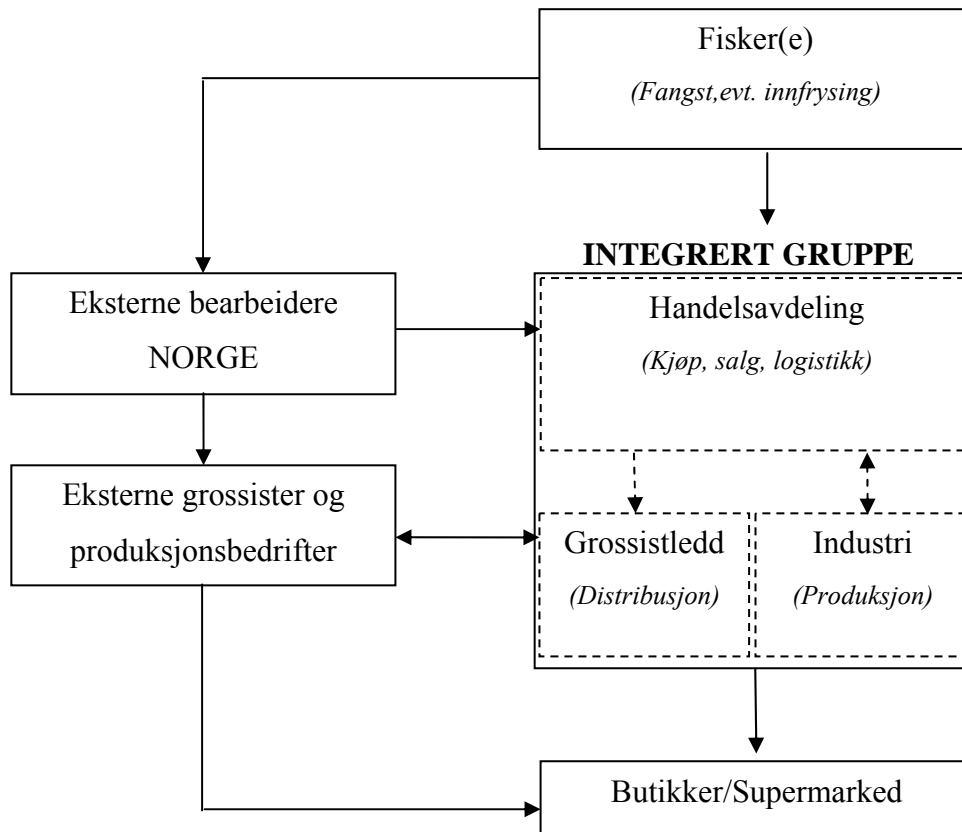 Fisker(e)
(Fangst,evt. innfrysing)
INTEGRERT GRUPPE
Eksterne bearbeidere
NORGE
Handelsavdeling
(Kjøp, salg, logistikk)
Eksterne grossister og
produksjonsbedrifter
Grossistledd
(Distribusjon)
Industri
(Produksjon)
Butikker/Supermarked